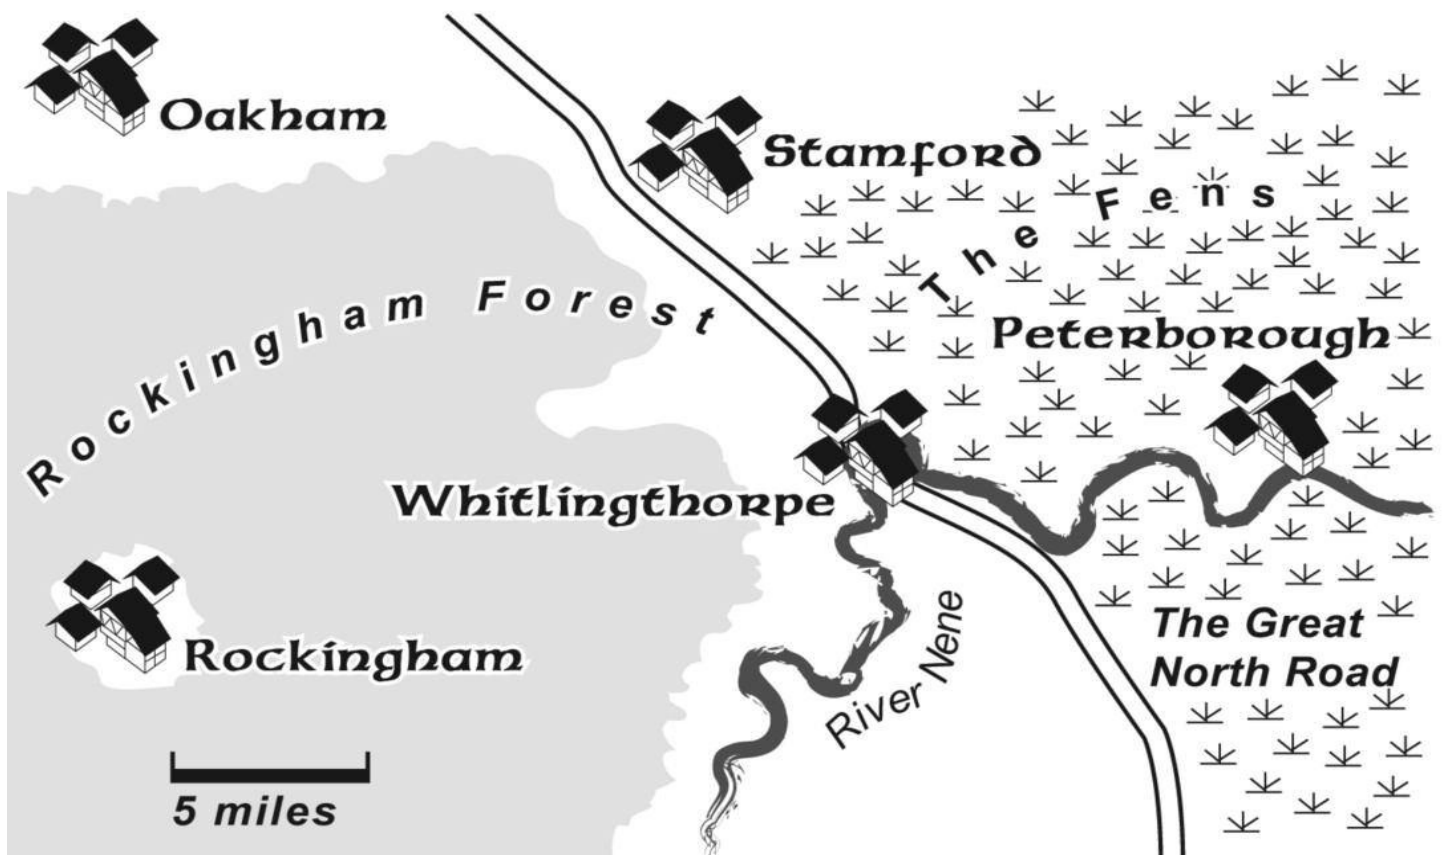 Oakham
Stamford
The Fens
Rockingham Forest
Peterborough
Whitlingthorpe
River Nene
The Great
North Road
Rockingham
5 miles